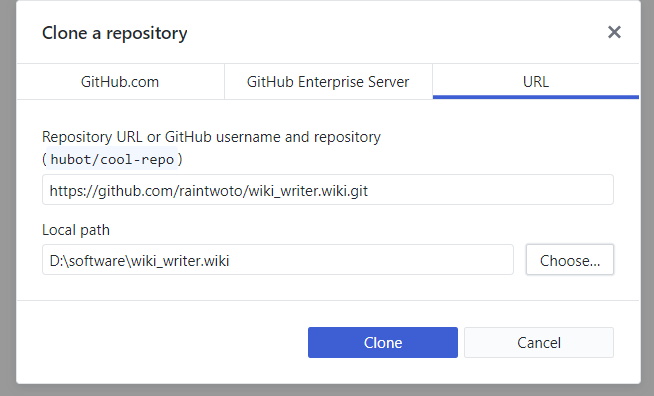 Clone a repository
GitHub.com
GitHub Enterprise Server
URL
Repository URL or GitHub username and repository
(hubot/cool-repo)
https://github.com/raintwoto/wiki_writer.wiki.git
Local path
D:\software\wiki_writer.wiki
Choose...
Clone
Cancel